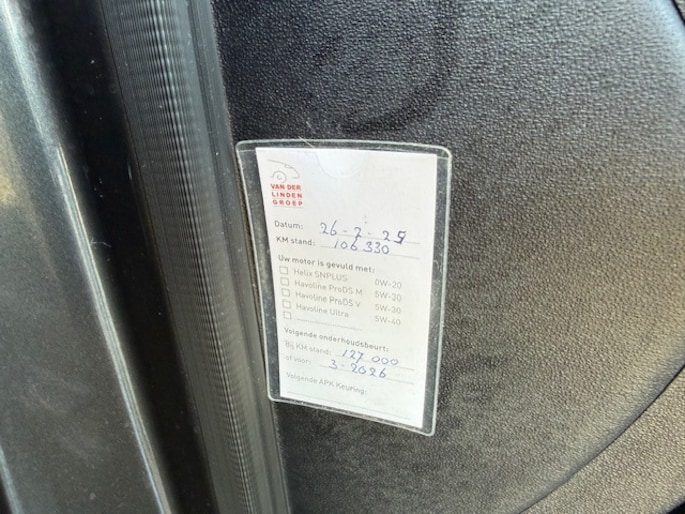 VAN DER
LINDEN
GROEP
Datum: 26-2-25
KM stand: 106 330
Uw motor is gevuld met:
Helix SNPLUS 0W-20
Havoline ProDS M 5W-30
Havoline ProDS V 5W-30
Havoline Ultra 5W-40
Volgende onderhoudsbeurt:
Bij KM stand: 127 000
of voor: 3-2026
Volgende APK Keuring: